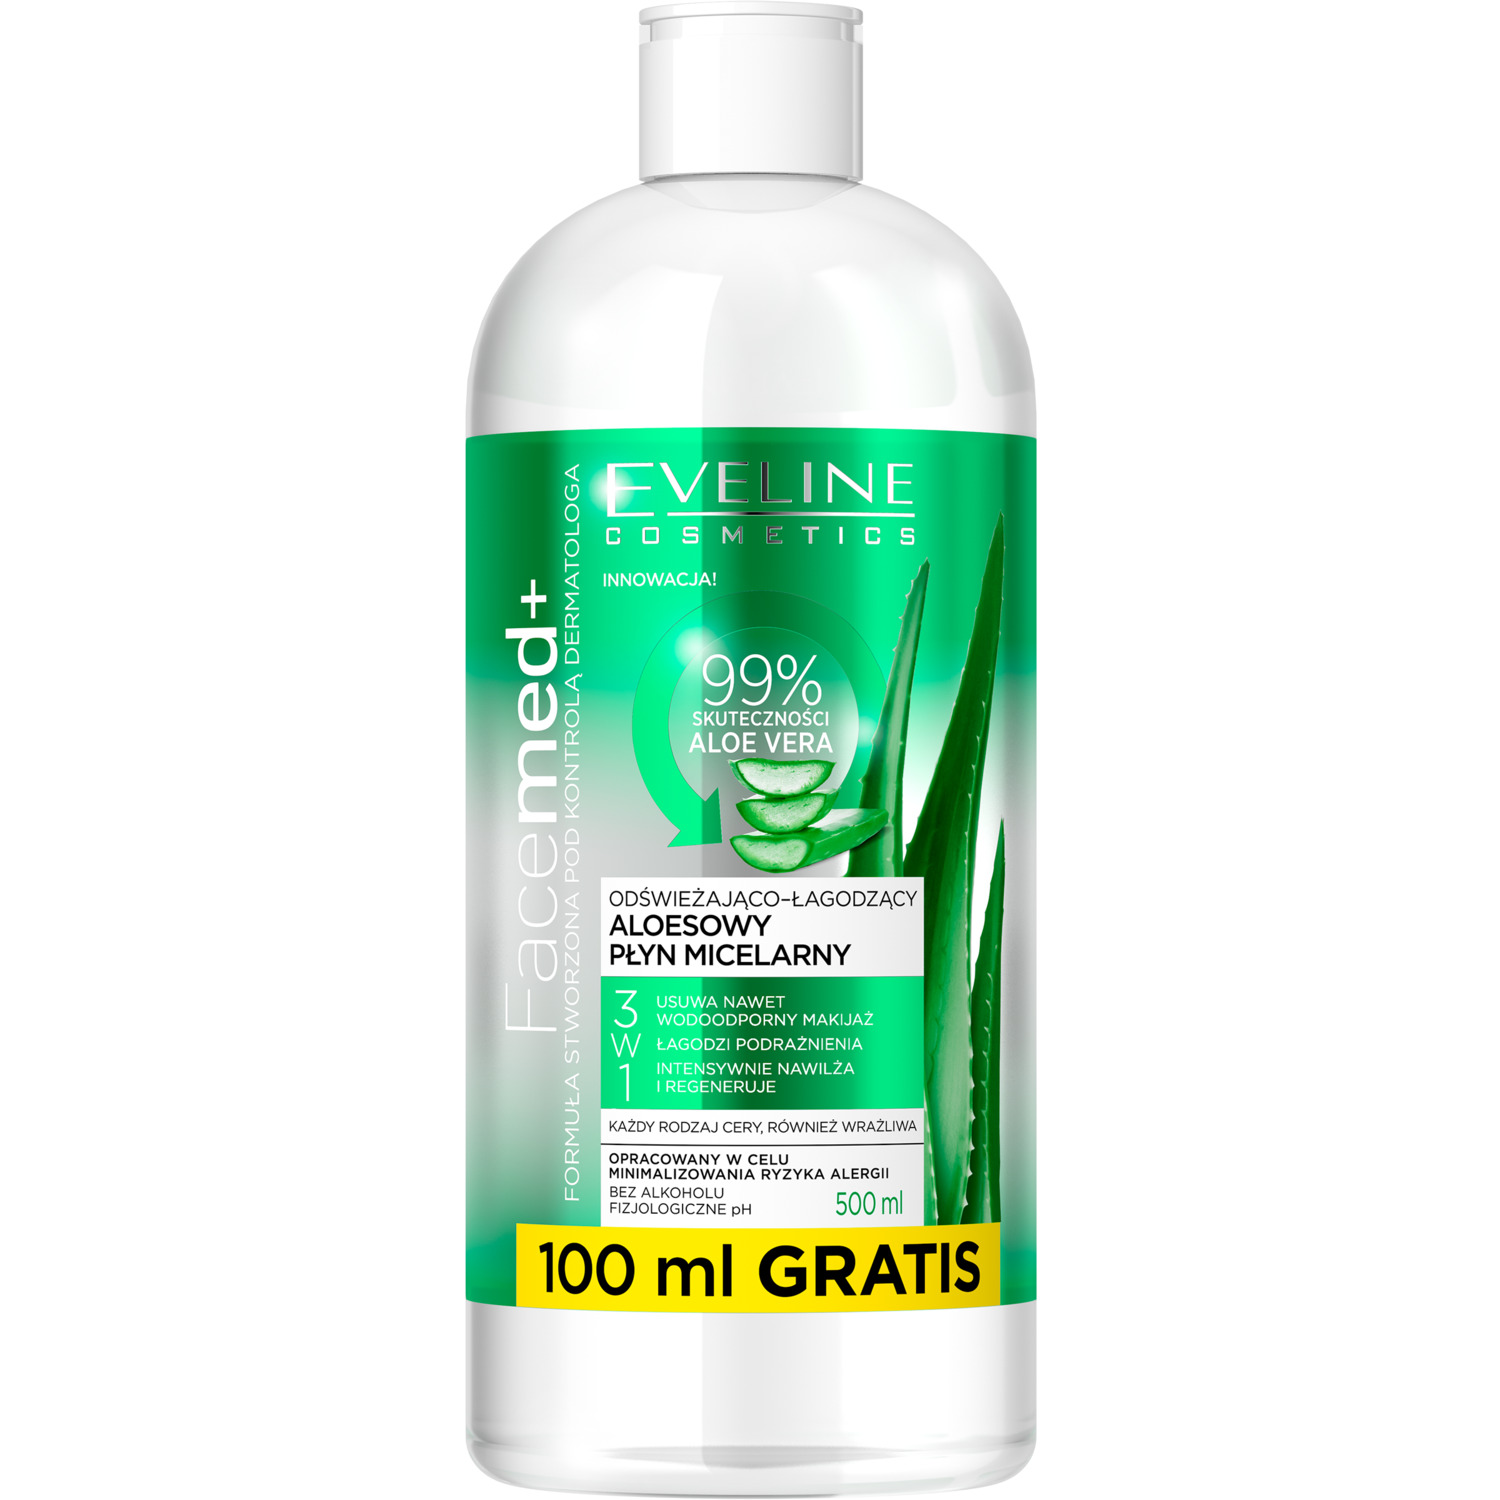 EVELINE
COSMETICS
INNOWACJA!
99%
SKUTECZNOŚCI
ALOE VERA
Facemed+
FORMUŁA STWORZONA POD KONTROLĄ DERMATOLOGA
ODŚWIEŻAJĄCO-ŁAGODZĄCY
ALOESOWY
PŁYN MICELARNY
3 W 1
USUWA NAWET
WODOODPORNY MAKIJAŻ
ŁAGODZI PODRAŻNIENIA
INTENSYWNIE NAWILŻA
I REGENERUJE
KAŻDY RODZAJ CERY, RÓWNIEŻ WRAŻLIWA
OPRACOWANY W CELU
MINIMALIZOWANIA RYZYKA ALERGII
BEZ ALKOHOLU
FIZJOLOGICZNE pH
500 ml
100 ml GRATIS